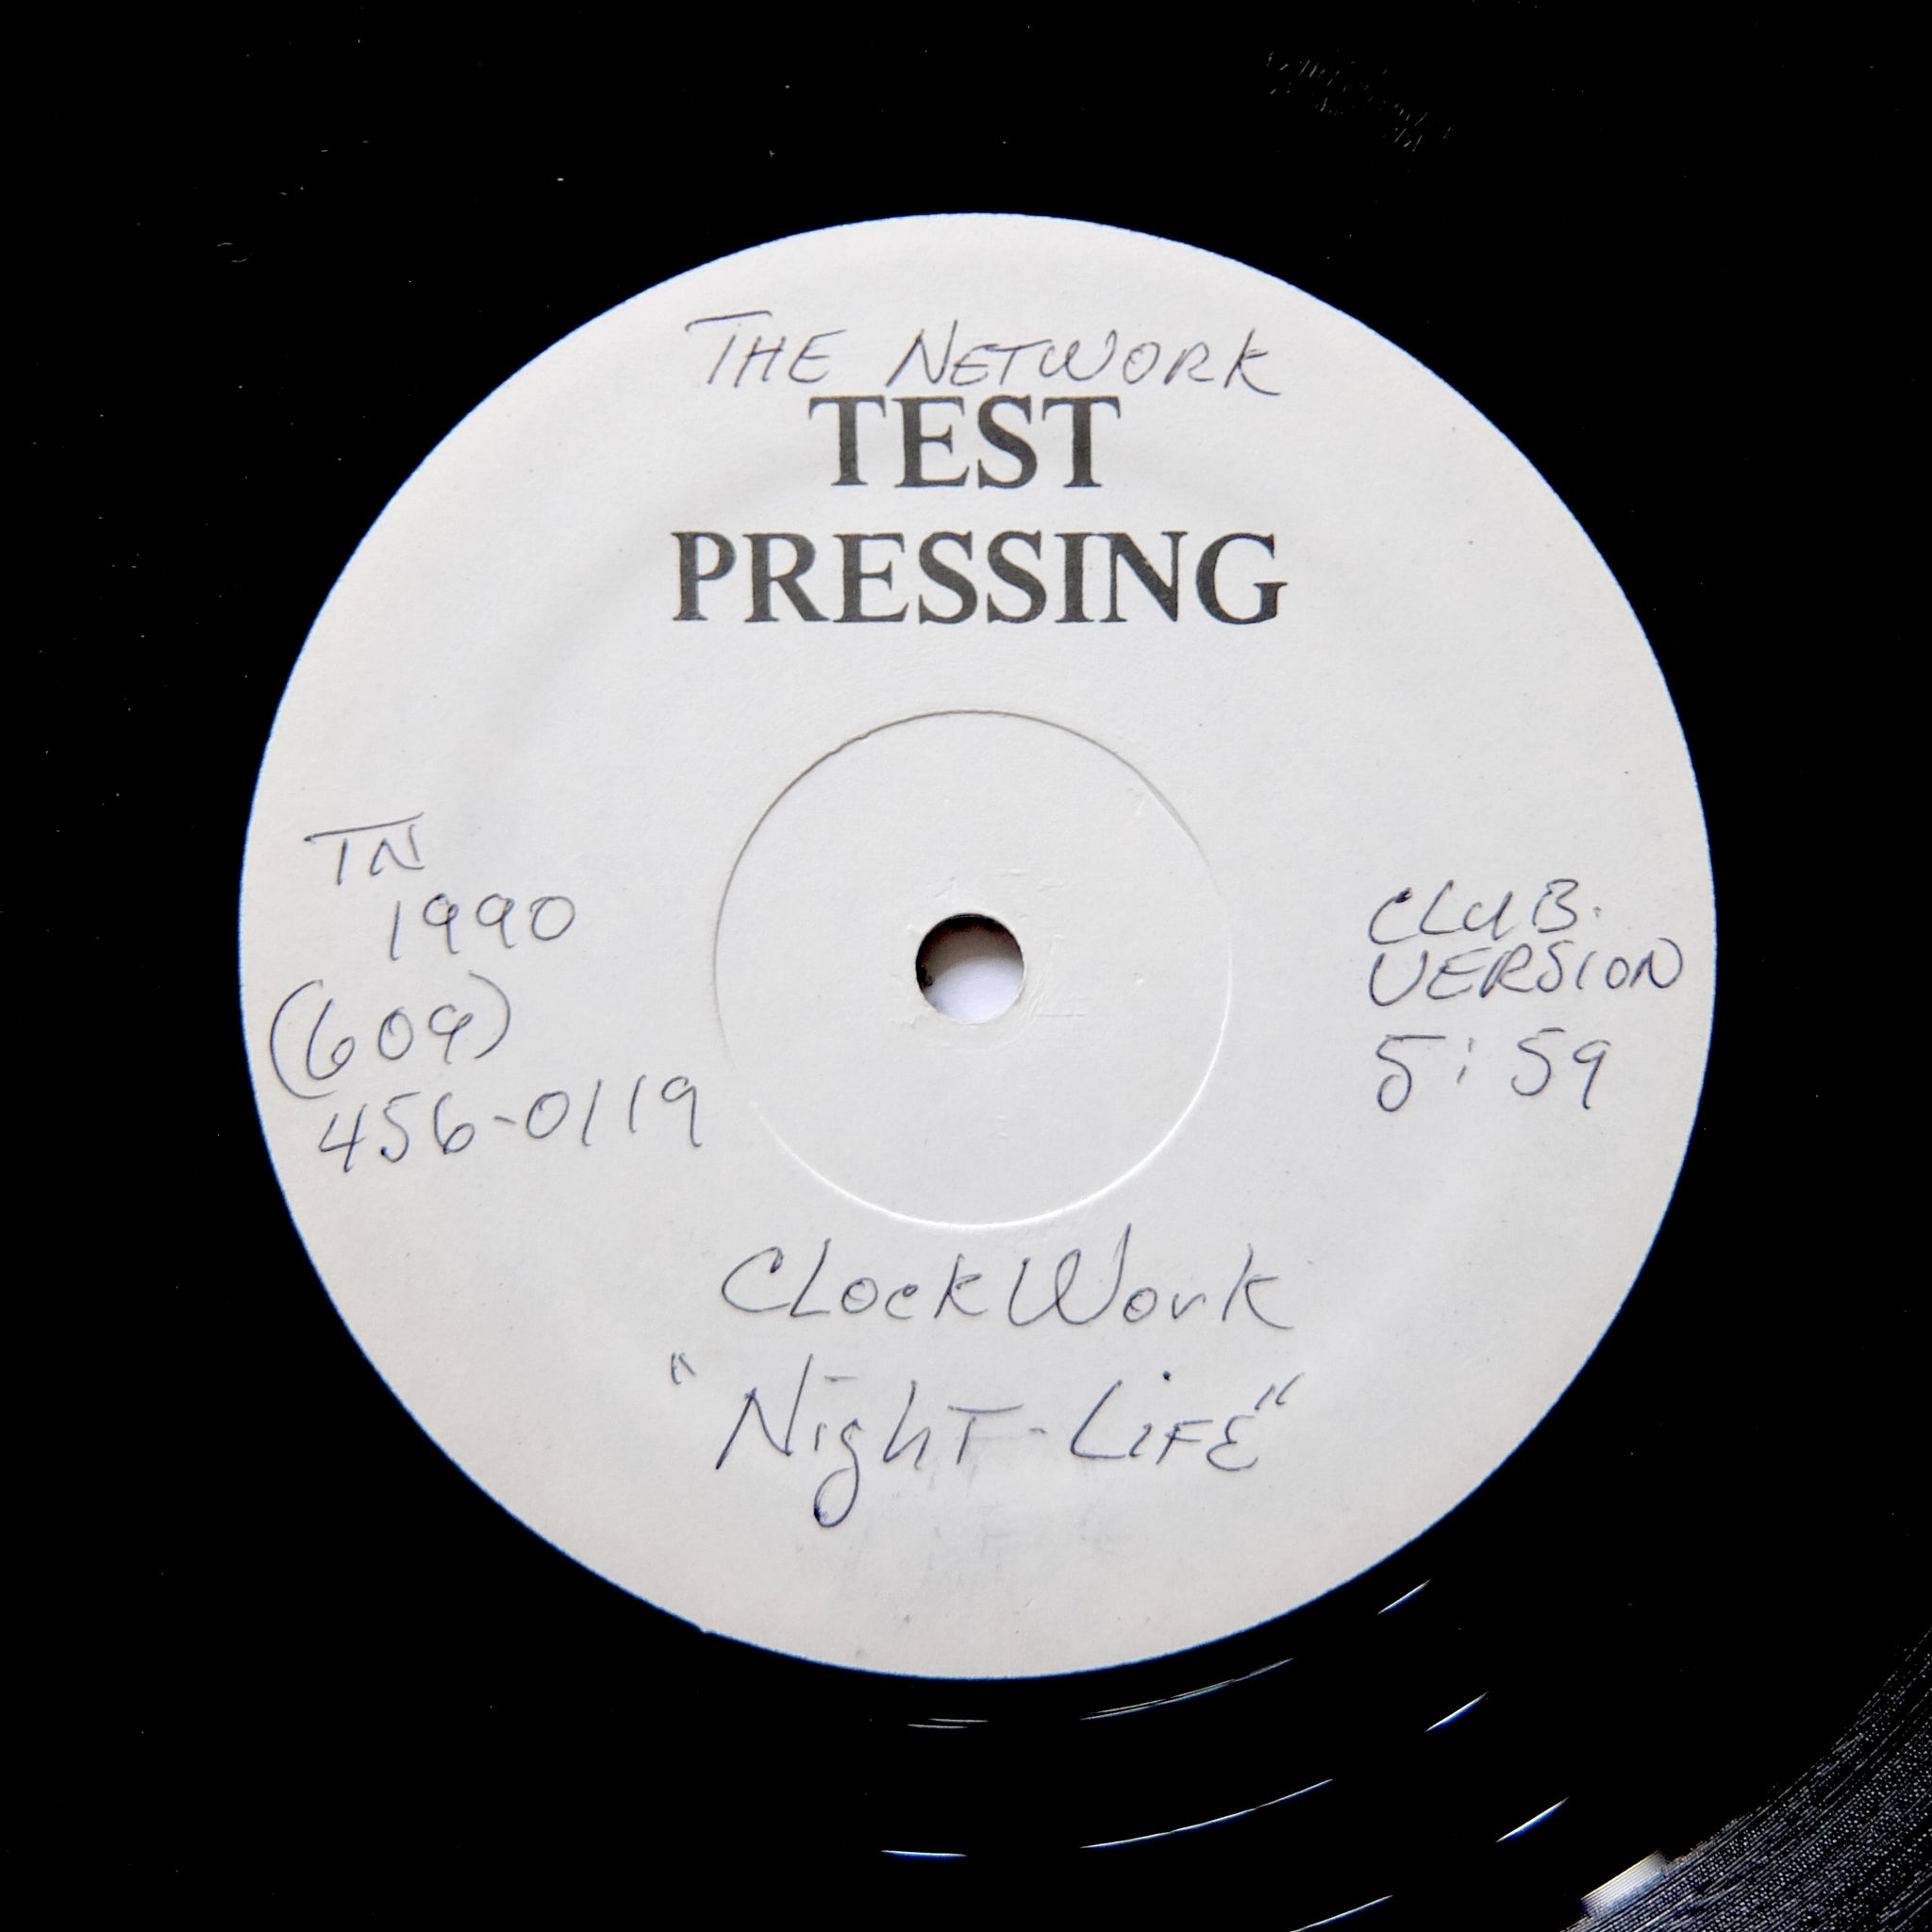 THE NETWORK
TEST
PRESSING
TN
1990
(609)
456-0119
CLUB.
VERSION
5:59
CLockWork
"NighT-LiFE"